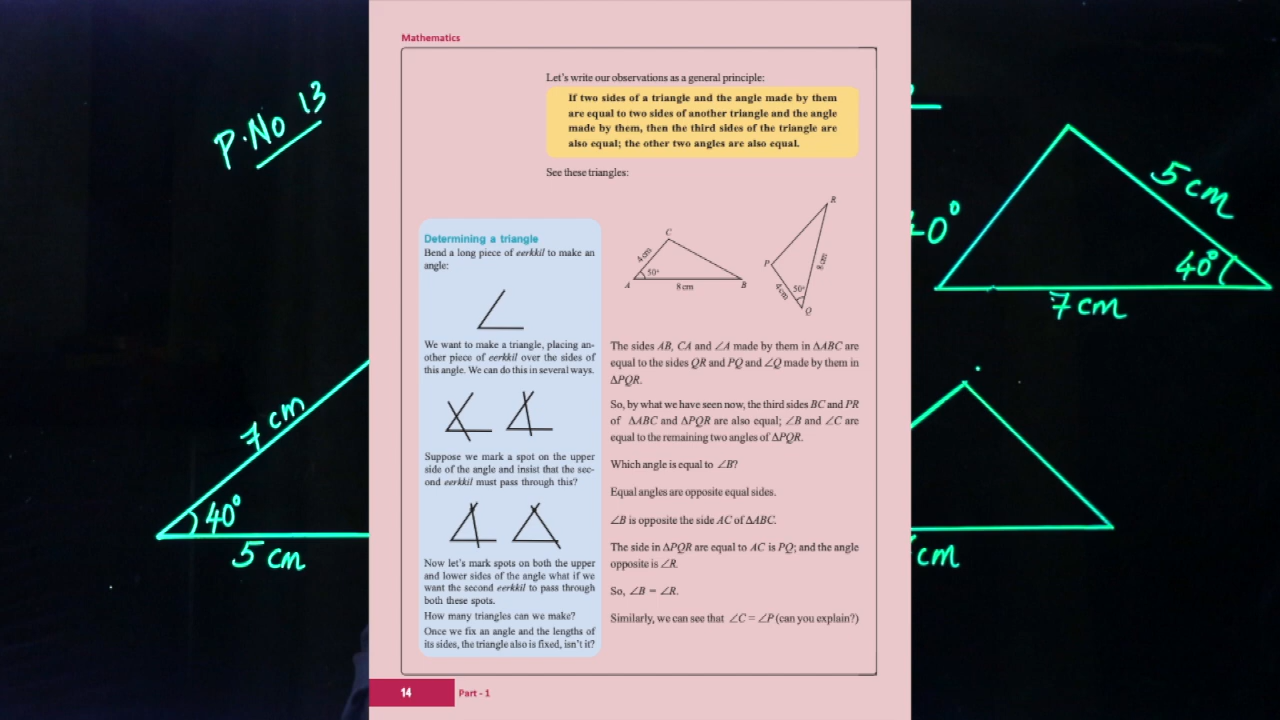 P.No 13
7 cm
40°
5 cm
Mathematics
Let's write our observations as a general principle:
If two sides of a triangle and the angle made by them
are equal to two sides of another triangle and the angle
made by them, then the third sides of the triangle are
also equal; the other two angles are also equal.
See these triangles:
C
4 cm
50°
A
8 cm
B
R
P
8 cm
4 cm
50°
Q
Determining a triangle
Bend a long piece of eerkkil to make an
angle:
We want to make a triangle, placing an-
other piece of eerkkil over the sides of
this angle. We can do this in several ways.
Suppose we mark a spot on the upper
side of the angle and insist that the sec-
ond eerkkil must pass through this?
Now let's mark spots on both the upper
and lower sides of the angle what if we
want the second eerkkil to pass through
both these spots.
How many triangles can we make?
Once we fix an angle and the lengths of
its sides, the triangle also is fixed, isn't it?
The sides AB, CA and ∠A made by them in ΔABC are
equal to the sides QR and PQ and ∠Q made by them in
ΔPQR.
So, by what we have seen now, the third sides BC and PR
of ΔABC and ΔPQR are also equal; ∠B and ∠C are
equal to the remaining two angles of ΔPQR.
Which angle is equal to ∠B?
Equal angles are opposite equal sides.
∠B is opposite the side AC of ΔABC.
The side in ΔPQR are equal to AC is PQ; and the angle
opposite is ∠R.
So, ∠B = ∠R.
Similarly, we can see that ∠C = ∠P (can you explain?)
14
Part - 1
40°
5 cm
40°
7 cm
cm